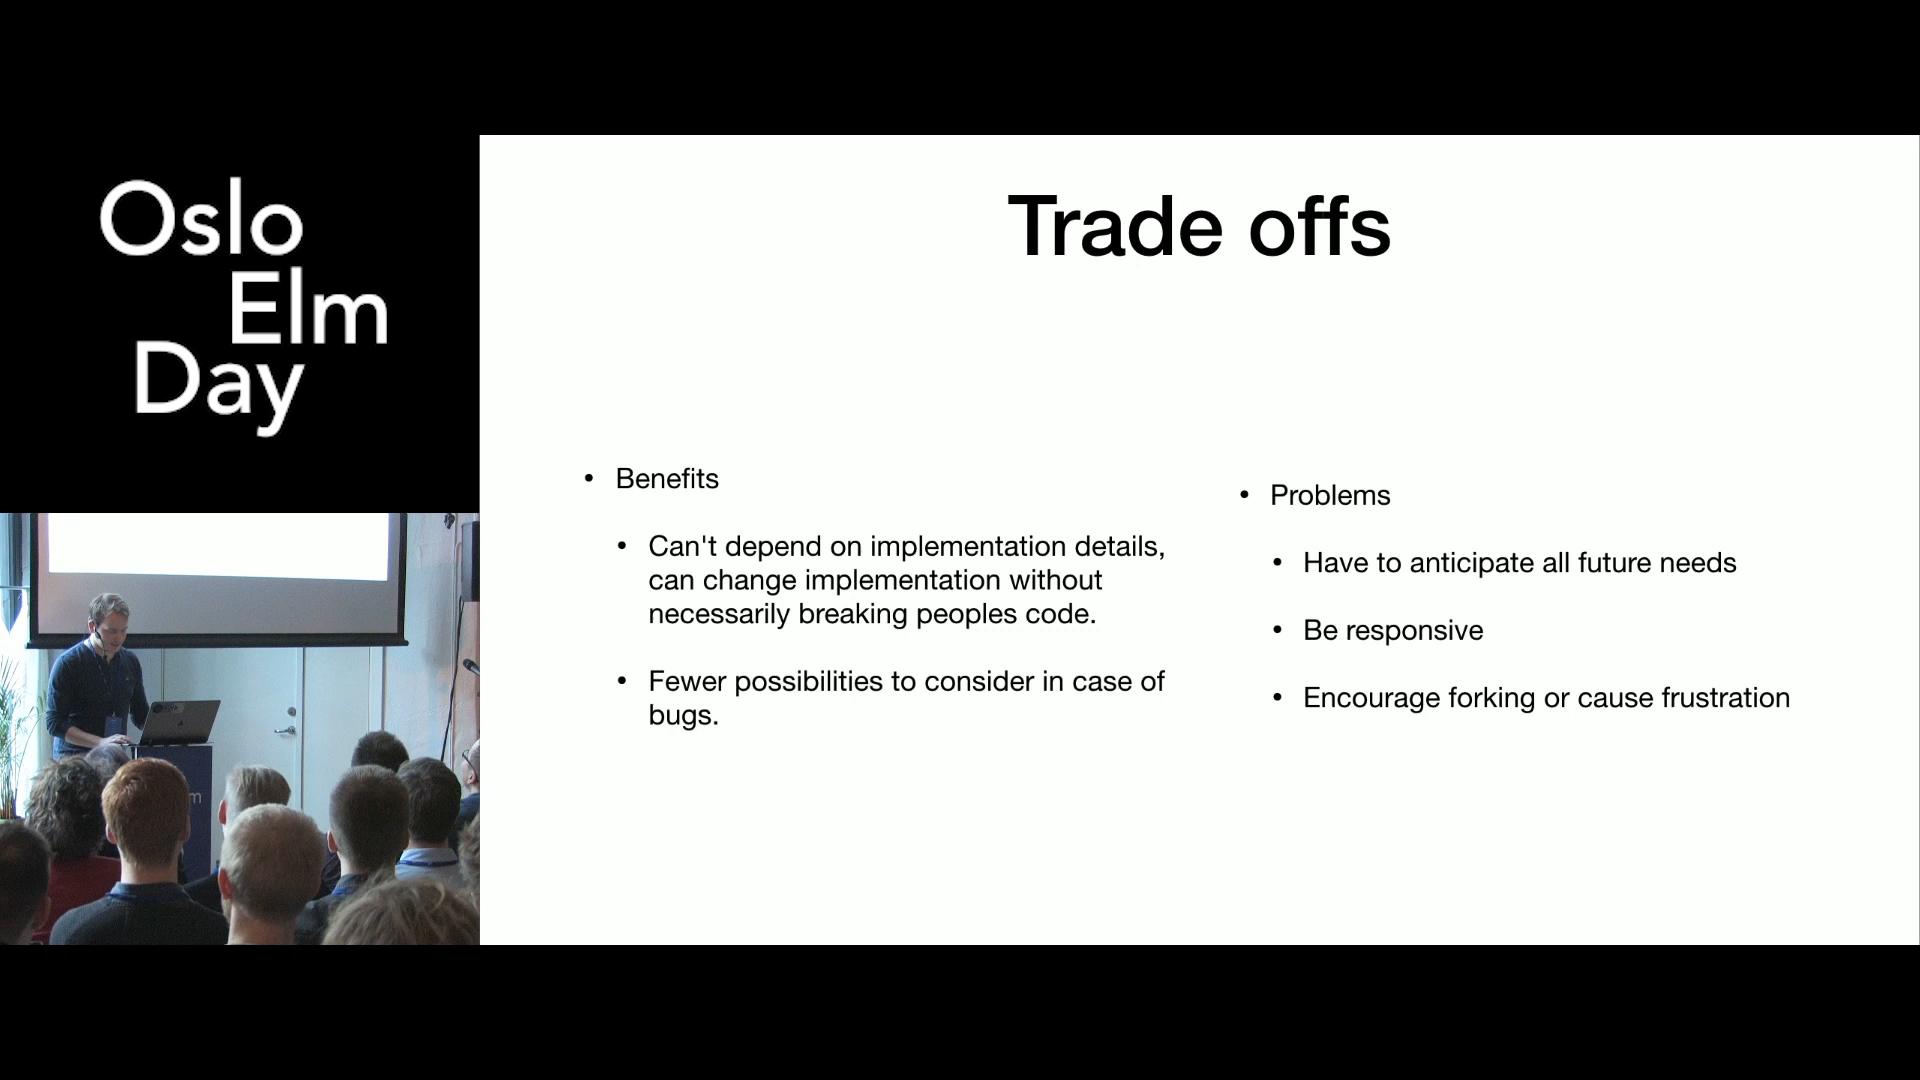 Oslo
Elm
Day
Trade offs
• Benefits
• Can't depend on implementation details,
can change implementation without
necessarily breaking peoples code.
• Fewer possibilities to consider in case of
bugs.
• Problems
• Have to anticipate all future needs
• Be responsive
• Encourage forking or cause frustration